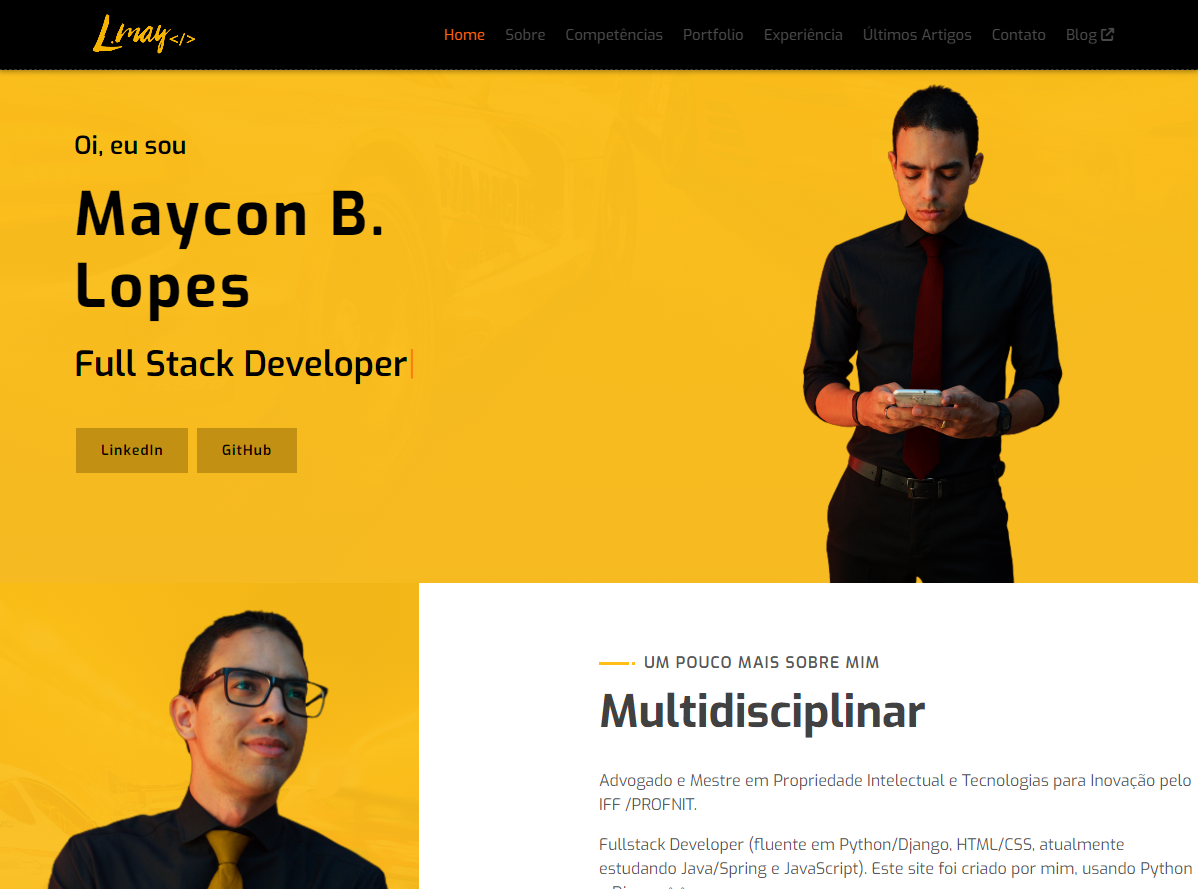 L.may</>
Home Sobre Competências Portfolio Experiência Últimos Artigos Contato Blog
Oi, eu sou
Maycon B.
Lopes
Full Stack Developer
LinkedIn GitHub
UM POUCO MAIS SOBRE MIM
Multidisciplinar
Advogado e Mestre em Propriedade Intelectual e Tecnologias para Inovação pelo
IFF /PROFNIT.
Fullstack Developer (fluente em Python/Django, HTML/CSS, atualmente
estudando Java/Spring e JavaScript). Este site foi criado por mim, usando Python